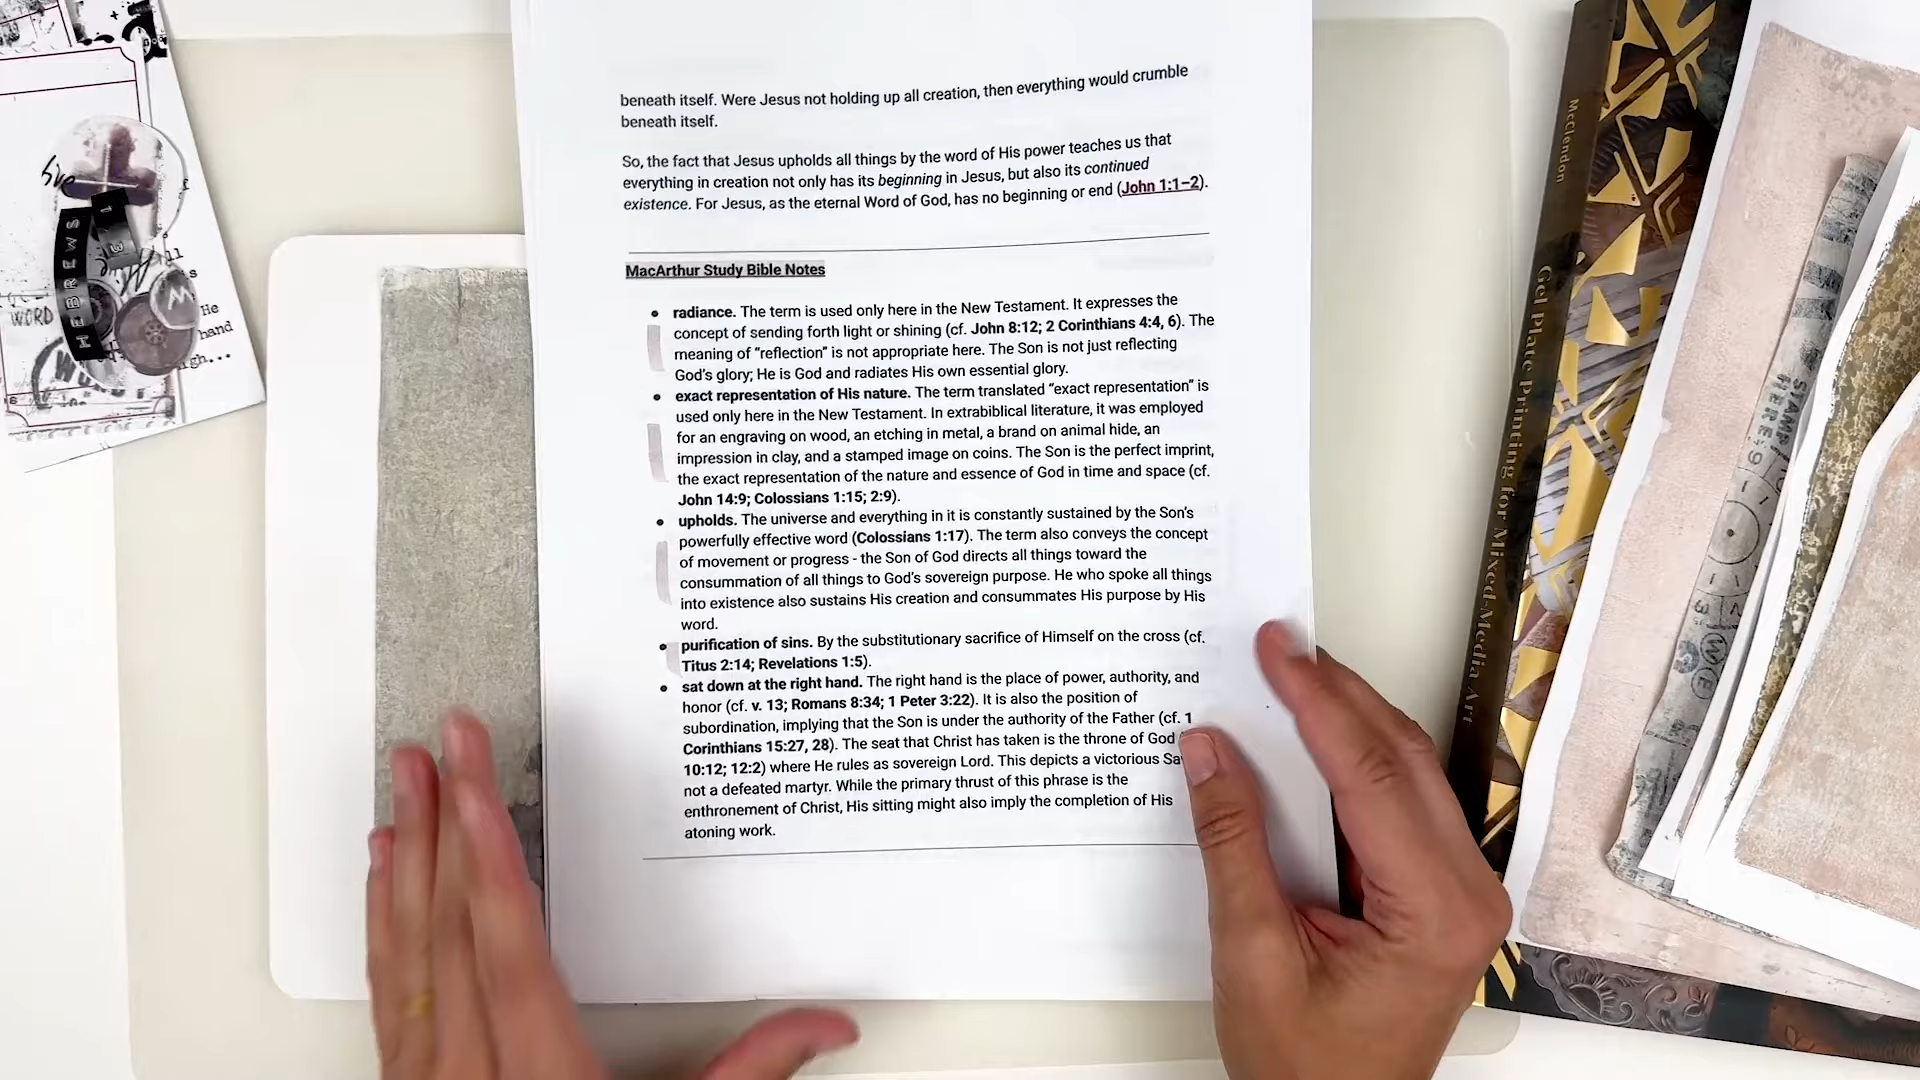 beneath itself. Were Jesus not holding up all creation, then everything would crumble
beneath itself.
So, the fact that Jesus upholds all things by the word of His power teaches us that
everything in creation not only has its beginning in Jesus, but also its continued
existence. For Jesus, as the eternal Word of God, has no beginning or end (John 1:1–2).
MacArthur Study Bible Notes
• radiance. The term is used only here in the New Testament. It expresses the
concept of sending forth light or shining (cf. John 8:12; 2 Corinthians 4:4, 6). The
meaning of “reflection” is not appropriate here. The Son is not just reflecting
God's glory; He is God and radiates His own essential glory.
• exact representation of His nature. The term translated “exact representation” is
used only here in the New Testament. In extrabiblical literature, it was employed
for an engraving on wood, an etching in metal, a brand on animal hide, an
impression in clay, and a stamped image on coins. The Son is the perfect imprint,
the exact representation of the nature and essence of God in time and space (cf.
John 14:9; Colossians 1:15; 2:9).
• upholds. The universe and everything in it is constantly sustained by the Son's
powerfully effective word (Colossians 1:17). The term also conveys the concept
of movement or progress - the Son of God directs all things toward the
consummation of all things to God's sovereign purpose. He who spoke all things
into existence also sustains His creation and consummates His purpose by His
word.
• purification of sins. By the substitutionary sacrifice of Himself on the cross (cf.
Titus 2:14; Revelations 1:5).
• sat down at the right hand. The right hand is the place of power, authority, and
honor (cf. v. 13; Romans 8:34; 1 Peter 3:22). It is also the position of
subordination, implying that the Son is under the authority of the Father (cf. 1
Corinthians 15:27, 28). The seat that Christ has taken is the throne of God
10:12; 12:2) where He rules as sovereign Lord. This depicts a victorious
not a defeated martyr. While the primary thrust of this phrase is the
enthronement of Christ, His sitting might also imply the completion of His
atoning work.
HEBREWS
WORD
He
hand
McClendon
Gel Plate Printing for Mixed-Media Art
STAMP
HERE:9